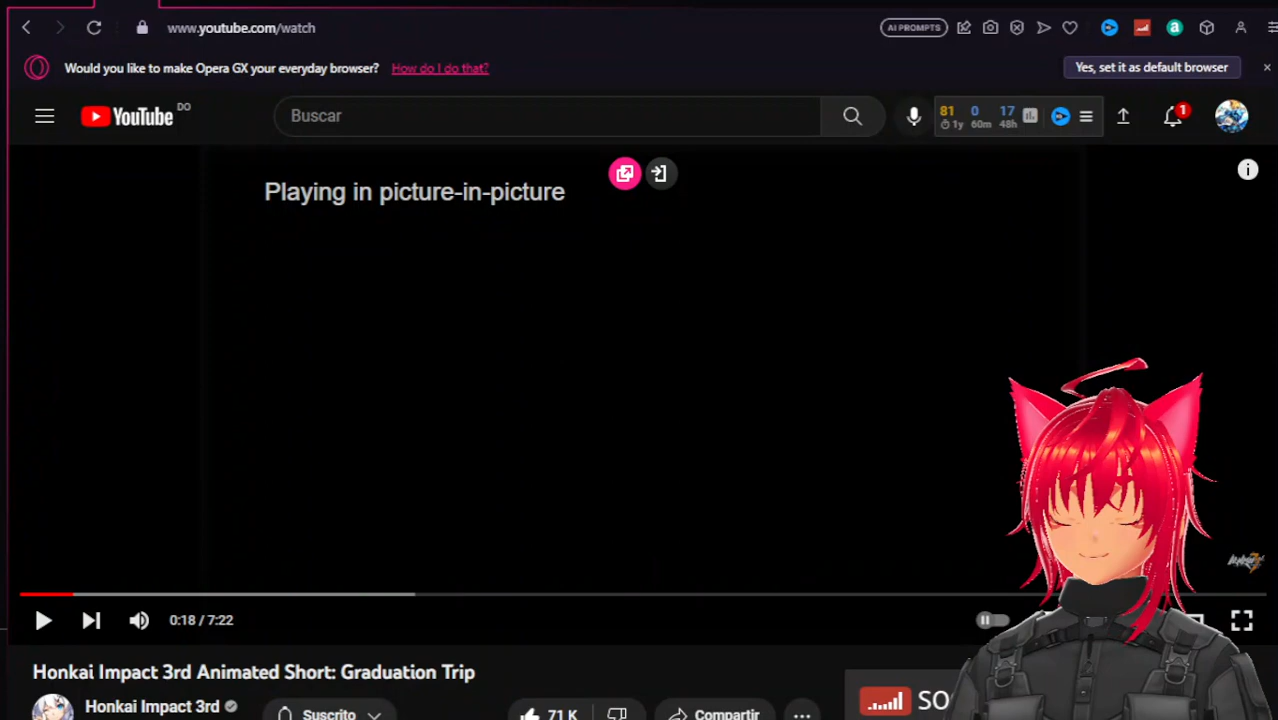 www.youtube.com/watch
AI PROMPTS
Would you like to make Opera GX your everyday browser? How do I do that?
Yes, set it as default browser
YouTube DO
Buscar
81 0 17
1y 60m 48h
1
Playing in picture-in-picture
0:18 / 7:22
Honkai Impact 3rd Animated Short: Graduation Trip
Honkai Impact 3rd
Suscrito
71 K
Compartir